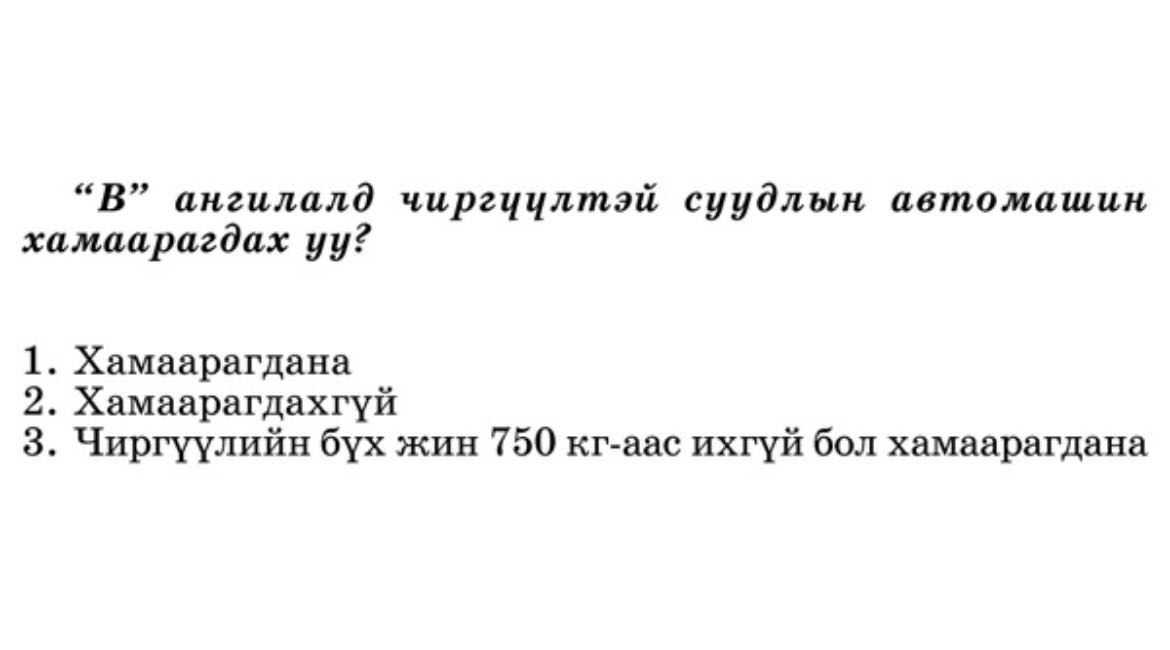 “В” ангилалд чиргүүлтэй суудлын автомашин
хамаарагдах уу?
1. Хамаарагдана
2. Хамаарагдахгүй
3. Чиргүүлийн бүх жин 750 кг-аас ихгүй бол хамаарагдана